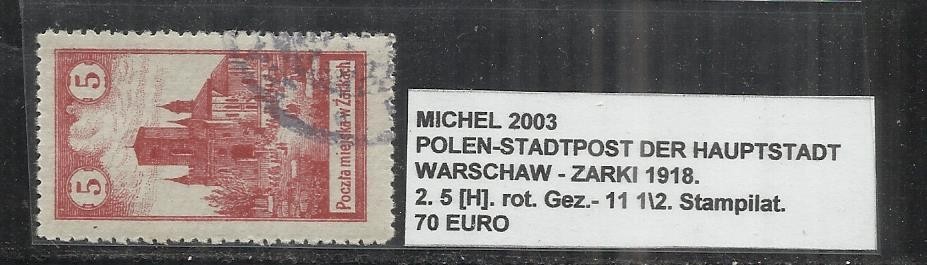 5
5
Poczta miejska w Żarkach
MICHEL 2003
POLEN-STADTPOST DER HAUPTSTADT
WARSCHAW - ZARKI 1918.
2. 5 [H]. rot. Gez.- 11 1\2. Stampilat.
70 EURO